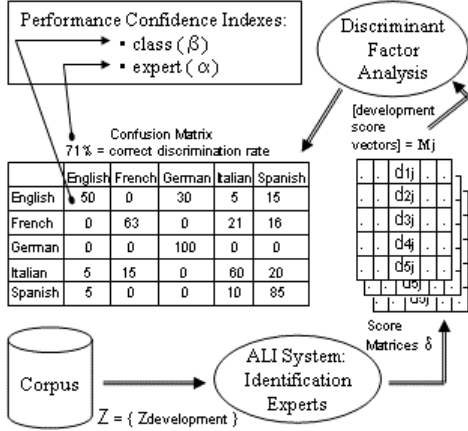 Performance Confidence Indexes:
▪ class (β)
▪ expert (α)
Discriminant
Factor
Analysis
Confusion Matrix
71% = correct discrimination rate
[development
score
vectors] = Mj
English French German Italian Spanish
English 50 0 30 5 15
French 0 63 0 21 16
German 0 0 100 0 0
Italian 5 15 0 60 20
Spanish 5 0 0 10 85
. . d1j . .
. . d2j . .
. . d3j . .
. . d4j . .
. . d5j . .
Score
Matrices δ
Corpus
ALI System:
Identification
Experts
Z = { Zdevelopment }